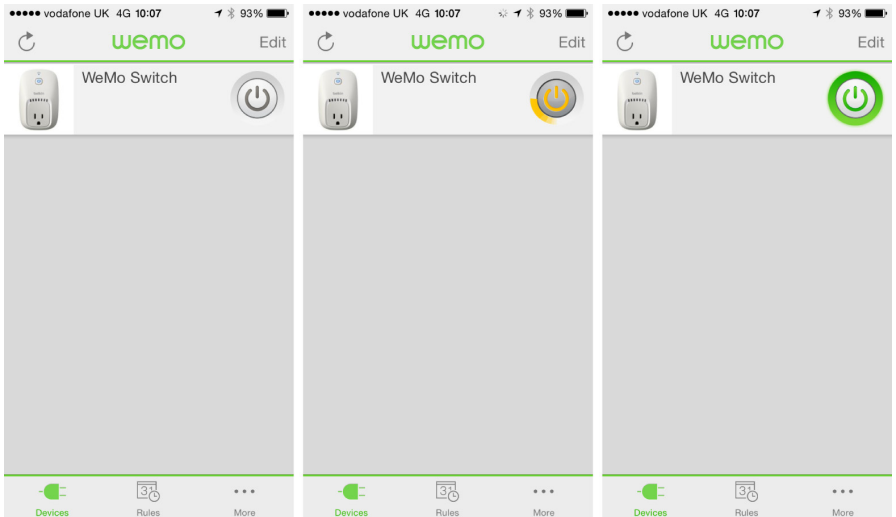 vodafone UK 4G 10:07 93%
wemo Edit
WeMo Switch
Devices Rules More
vodafone UK 4G 10:07 93%
wemo Edit
WeMo Switch
Devices Rules More
vodafone UK 4G 10:07 93%
wemo Edit
WeMo Switch
Devices Rules More